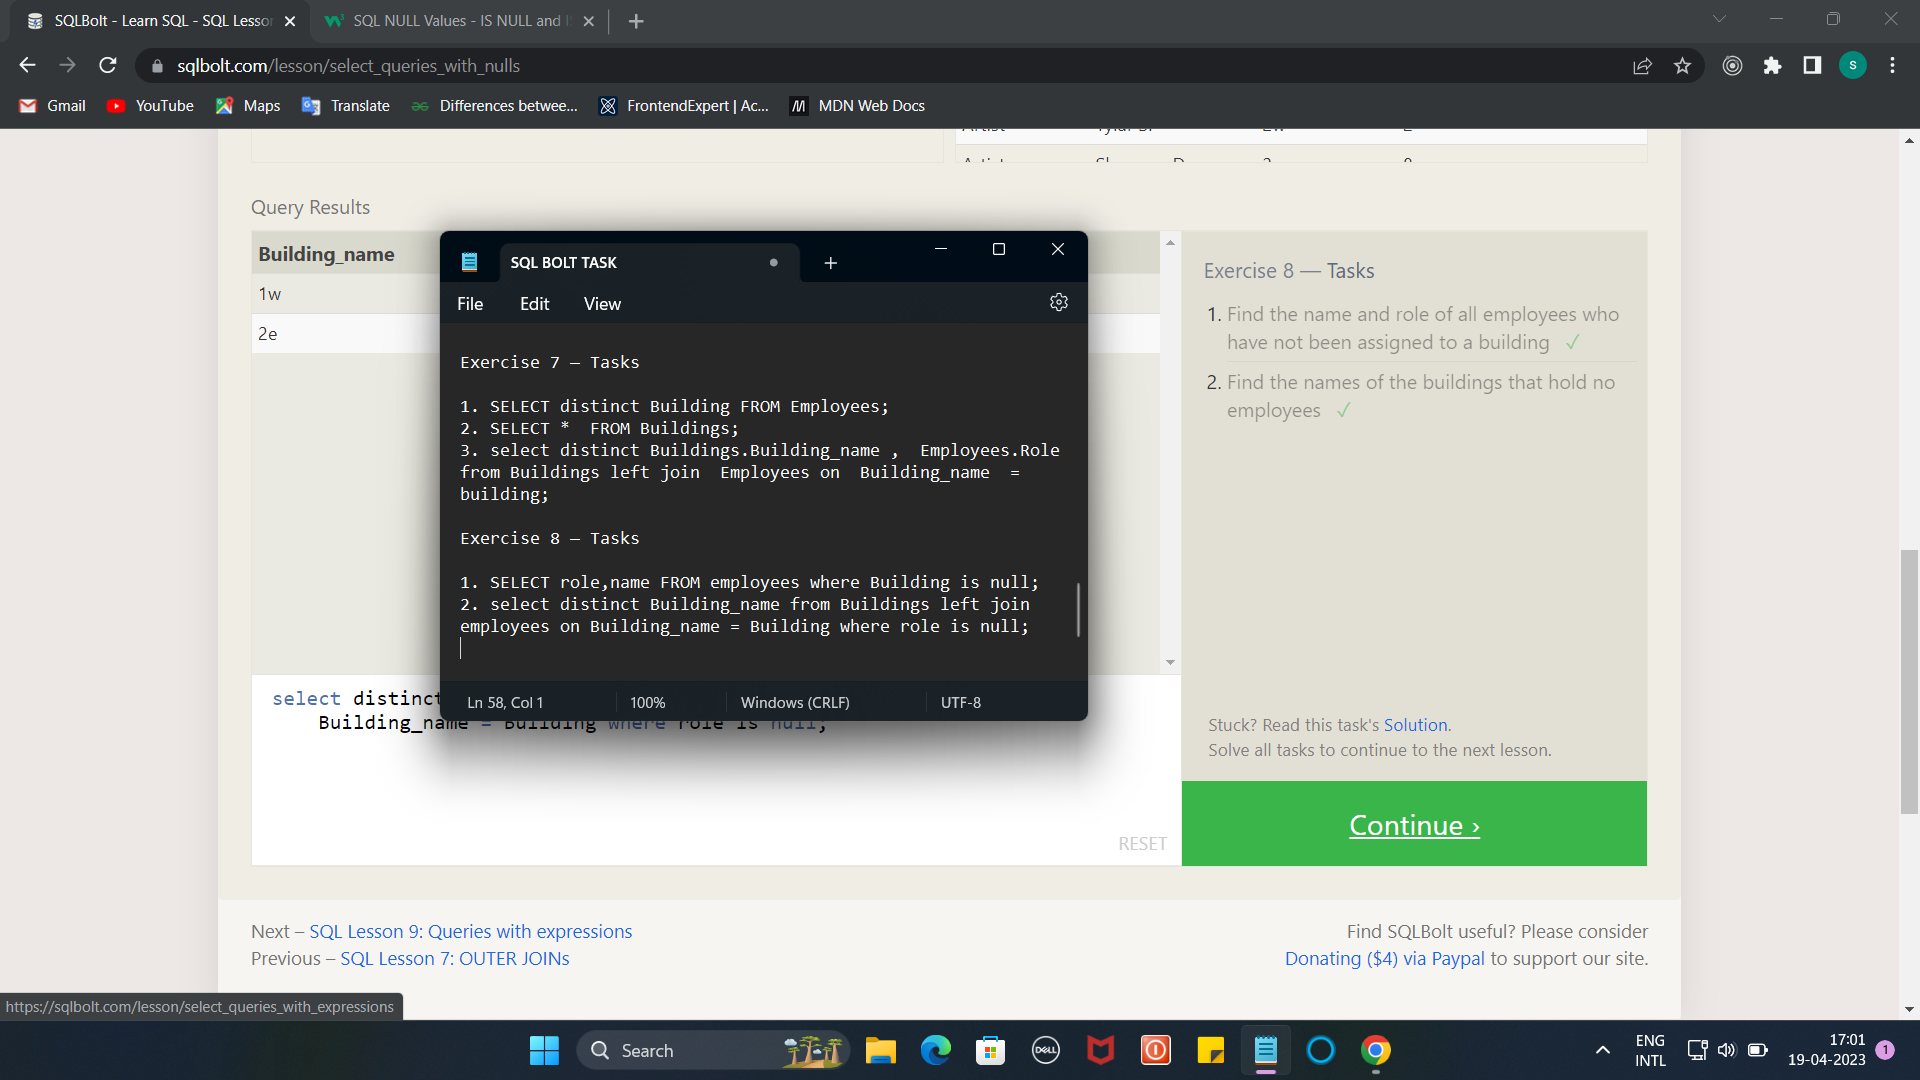 SQLBolt - Learn SQL - SQL Lesson
SQL NULL Values - IS NULL and I
sqlbolt.com/lesson/select_queries_with_nulls
S
Gmail
YouTube
Maps
Translate
Differences betwee...
FrontendExpert | Ac...
MDN Web Docs
Query Results
Building_name
1w
2e
SQL BOLT TASK
File Edit View
Exercise 7 — Tasks
1. SELECT distinct Building FROM Employees;
2. SELECT *  FROM Buildings;
3. select distinct Buildings.Building_name ,  Employees.Role
from Buildings left join  Employees on  Building_name  =
building;
Exercise 8 — Tasks
1. SELECT role,name FROM employees where Building is null;
2. select distinct Building_name from Buildings left join
employees on Building_name = Building where role is null;
Ln 58, Col 1
100%
Windows (CRLF)
UTF-8
select distinct
Building_name = Building where role is null;
RESET
Exercise 8 — Tasks
1. Find the name and role of all employees who
have not been assigned to a building ✓
2. Find the names of the buildings that hold no
employees ✓
Stuck? Read this task's Solution.
Solve all tasks to continue to the next lesson.
Continue ›
Next – SQL Lesson 9: Queries with expressions
Previous – SQL Lesson 7: OUTER JOINs
Find SQLBolt useful? Please consider
Donating ($4) via Paypal to support our site.
https://sqlbolt.com/lesson/select_queries_with_expressions
Search
DELL
ENG
INTL
17:01
19-04-2023
1